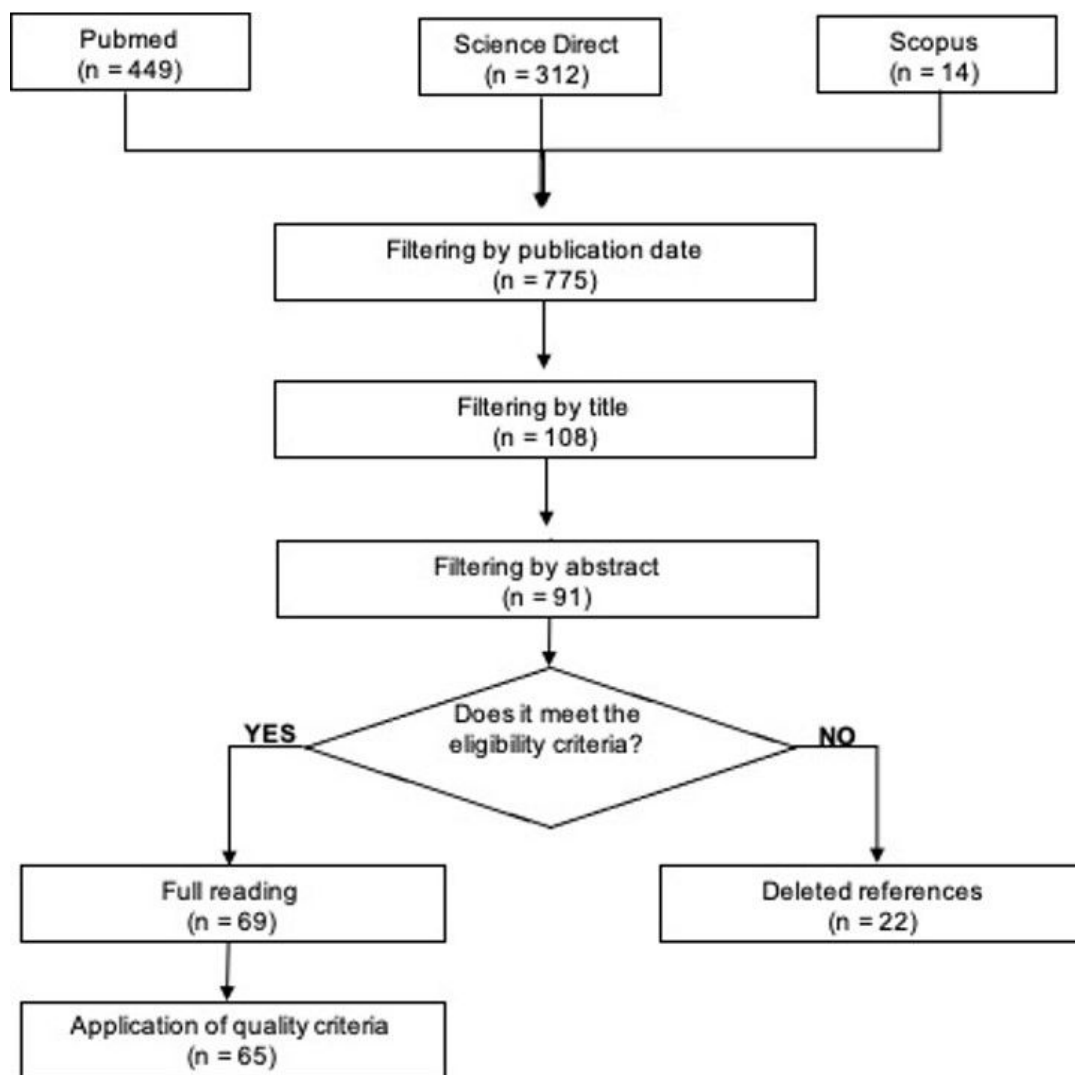 Pubmed
(n = 449)
Science Direct
(n = 312)
Scopus
(n = 14)
Filtering by publication date
(n = 775)
Filtering by title
(n = 108)
Filtering by abstract
(n = 91)
Does it meet the
eligibility criteria?
YES
NO
Full reading
(n = 69)
Deleted references
(n = 22)
Application of quality criteria
(n = 65)